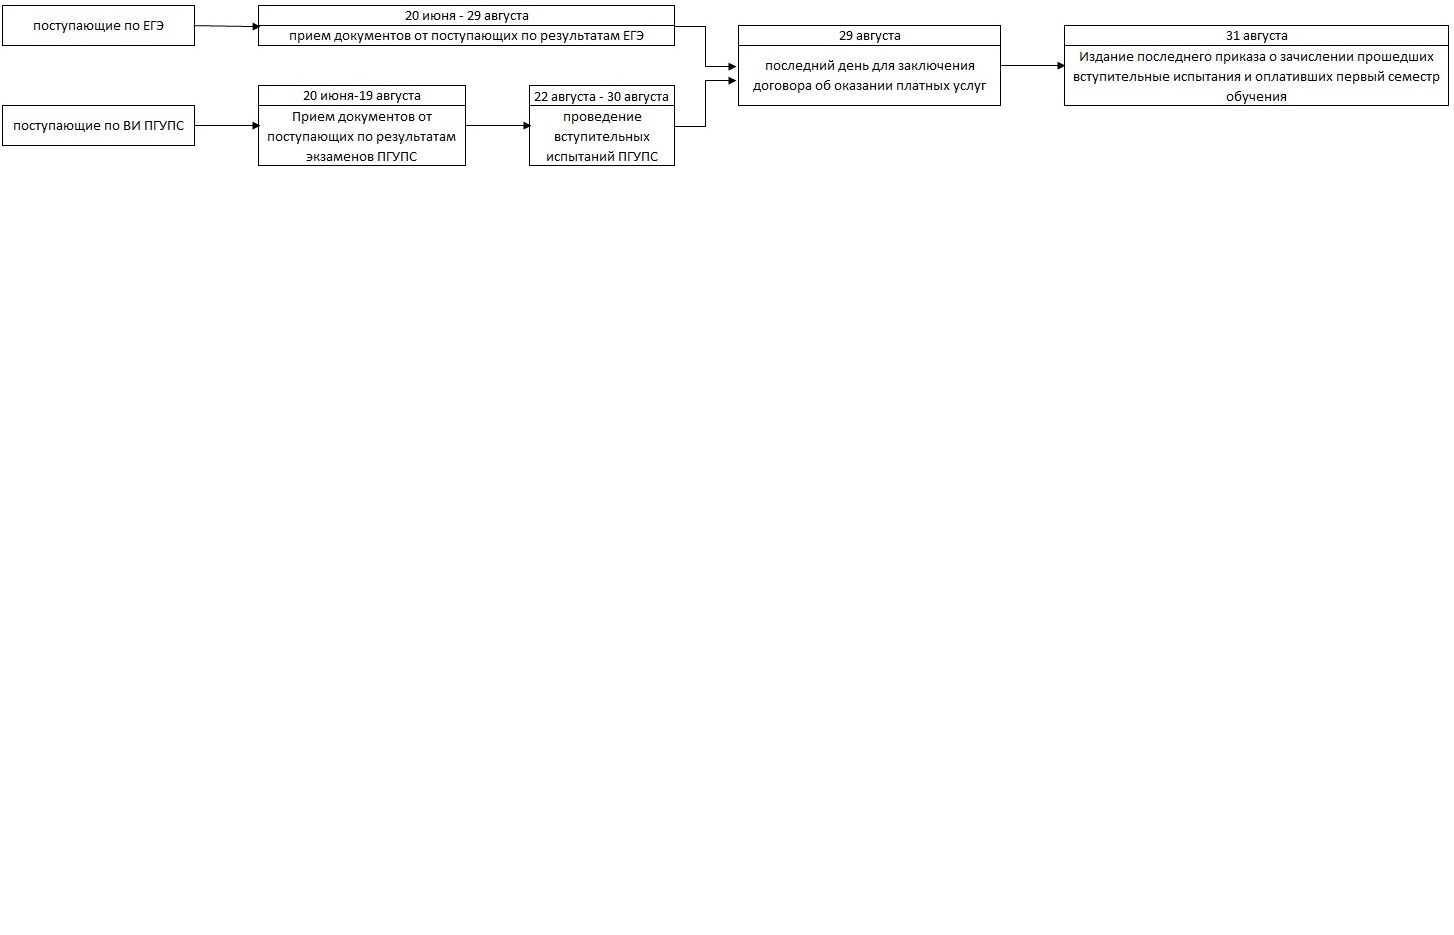 поступающие по ЕГЭ
20 июня - 29 августа
прием документов от поступающих по результатам ЕГЭ
поступающие по ВИ ПГУПС
20 июня-19 августа
Прием документов от
поступающих по результатам
экзаменов ПГУПС
22 августа - 30 августа
проведение
вступительных
испытаний ПГУПС
29 августа
последний день для заключения
договора об оказании платных услуг
31 августа
Издание последнего приказа о зачислении прошедших
вступительные испытания и оплативших первый семестр
обучения